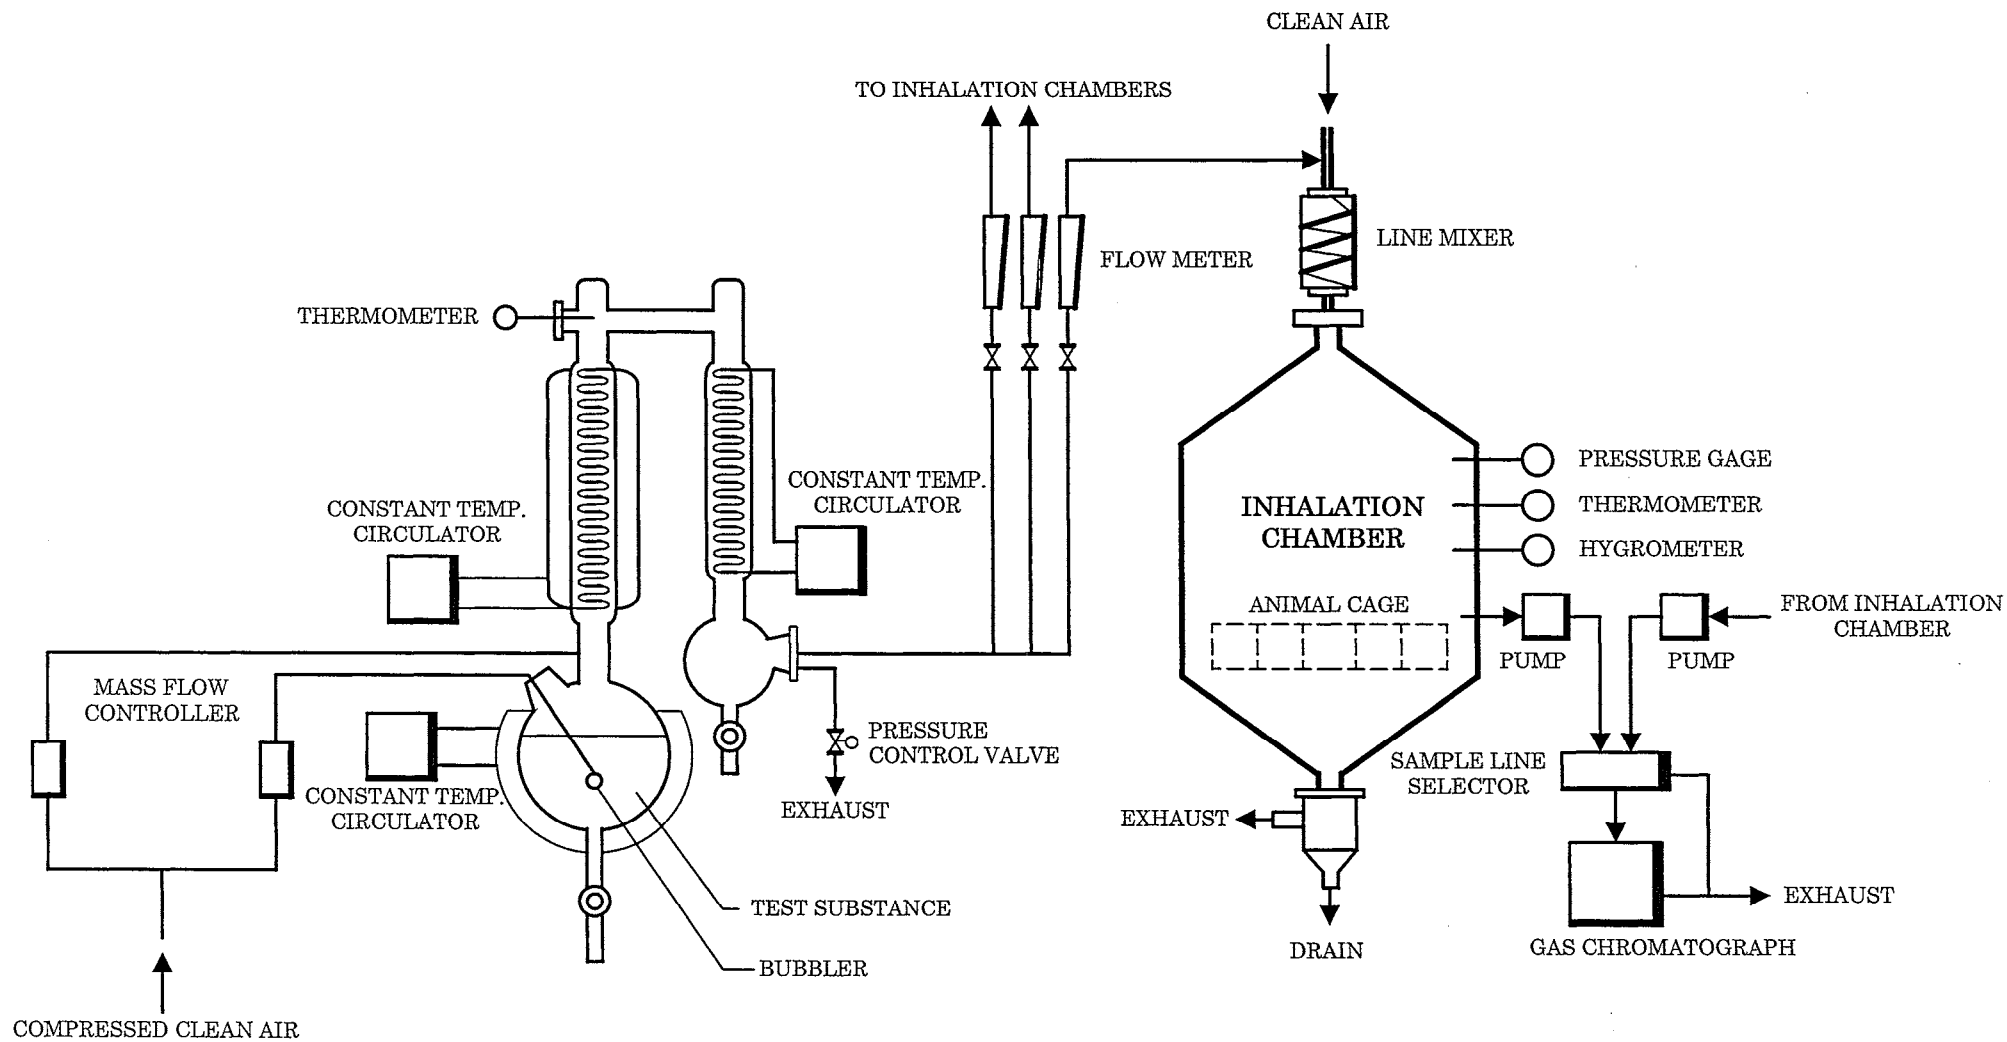 CLEAN AIR
TO INHALATION CHAMBERS
LINE MIXER
FLOW METER
THERMOMETER
CONSTANT TEMP.
CIRCULATOR
CONSTANT TEMP.
CIRCULATOR
PRESSURE GAGE
THERMOMETER
HYGROMETER
INHALATION
CHAMBER
ANIMAL CAGE
PUMP
PUMP
FROM INHALATION
CHAMBER
MASS FLOW
CONTROLLER
CONSTANT TEMP.
CIRCULATOR
PRESSURE
CONTROL VALVE
EXHAUST
SAMPLE LINE
SELECTOR
EXHAUST
TEST SUBSTANCE
BUBBLER
DRAIN
EXHAUST
GAS CHROMATOGRAPH
COMPRESSED CLEAN AIR